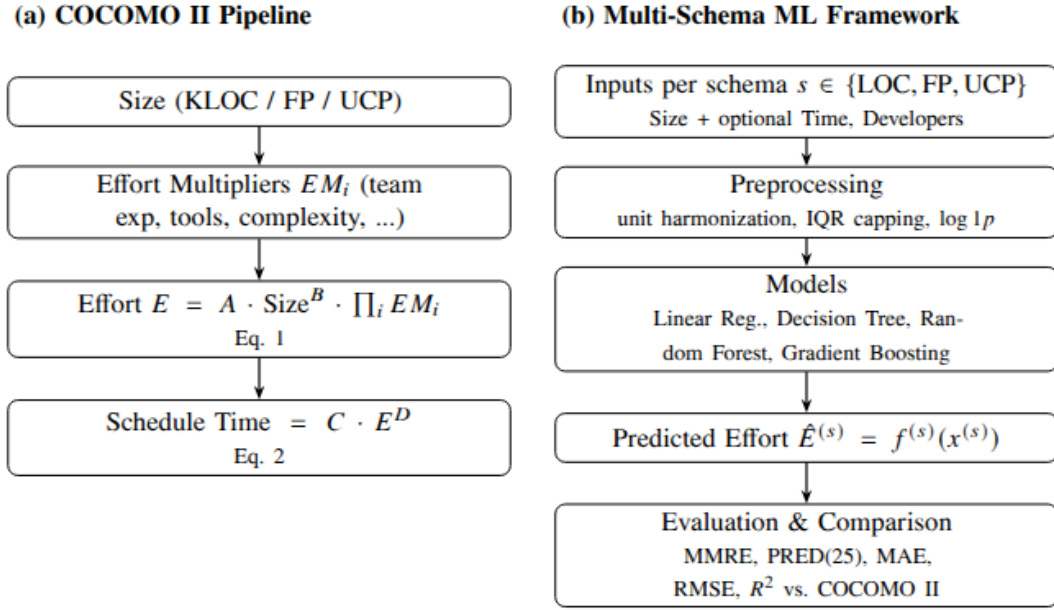 (a) COCOMO II Pipeline
Size (KLOC / FP / UCP)
Effort Multipliers EM_i (team
exp, tools, complexity, ...)
Effort E = A · Size^B · ∏_i EM_i
Eq. 1
Schedule Time = C · E^D
Eq. 2
(b) Multi-Schema ML Framework
Inputs per schema s ∈ {LOC, FP, UCP}
Size + optional Time, Developers
Preprocessing
unit harmonization, IQR capping, log 1p
Models
Linear Reg., Decision Tree, Ran-
dom Forest, Gradient Boosting
Predicted Effort Ê^(s) = f^(s)(x^(s))
Evaluation & Comparison
MMRE, PRED(25), MAE,
RMSE, R² vs. COCOMO II